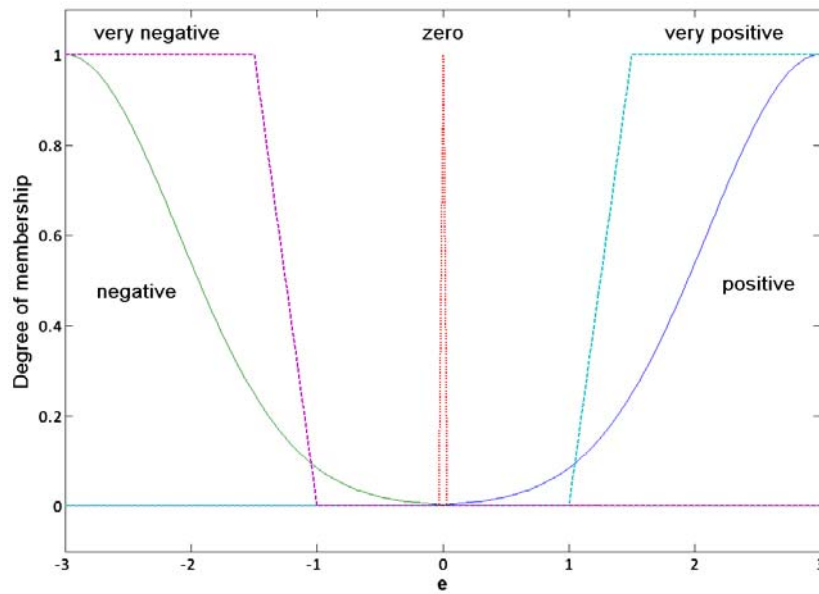 very negative zero very positive
1
0.8
0.6
0.4
0.2
0
Degree of membership
negative positive
-3 -2 -1 0 1 2 3
e